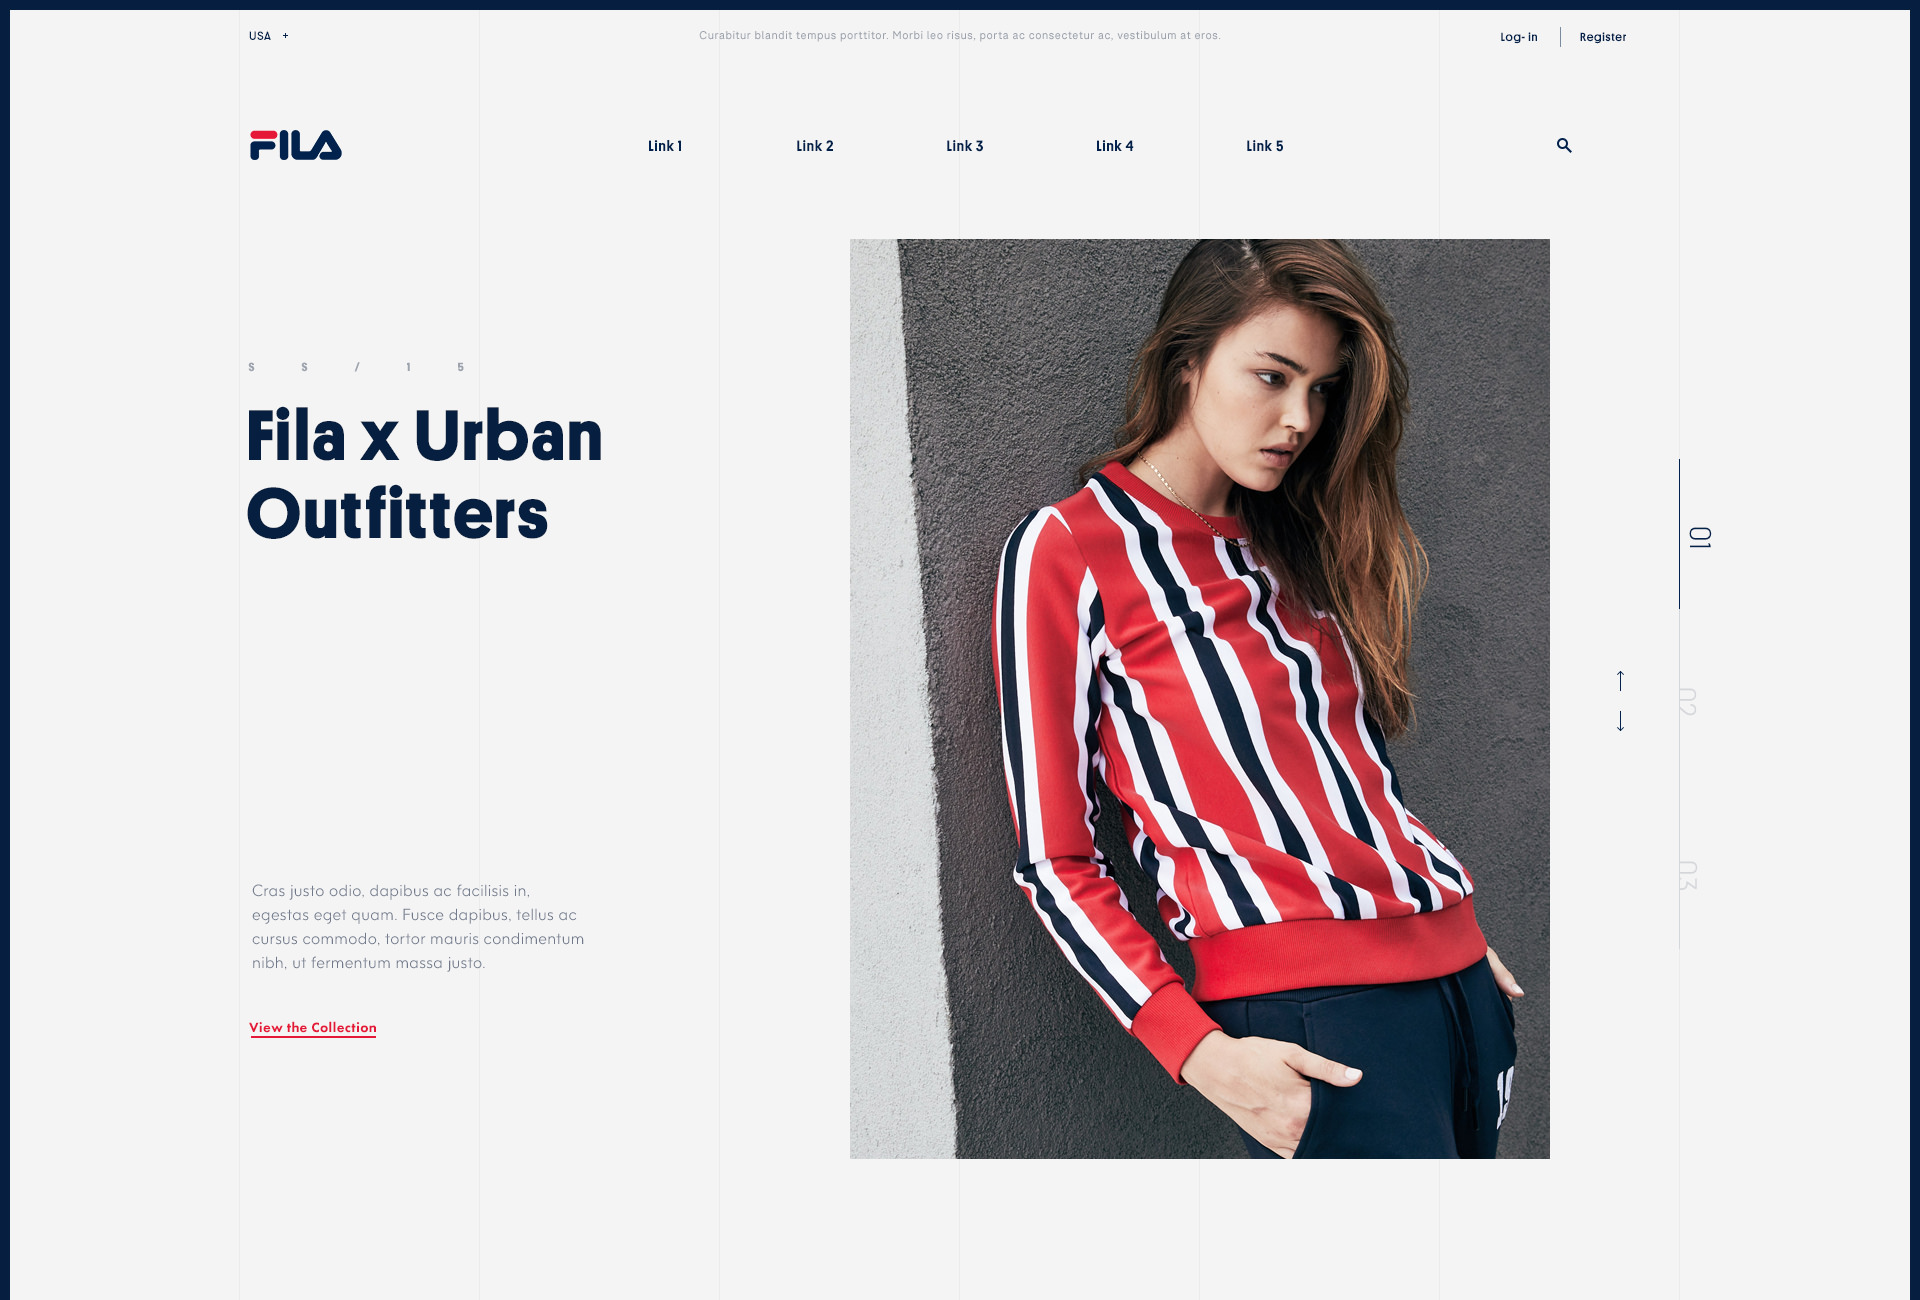 USA +
Curabitur blandit tempus porttitor. Morbi leo risus, porta ac consectetur ac, vestibulum at eros.
Log-in
Register
FILA
Link 1
Link 2
Link 3
Link 4
Link 5
SS/15
Fila x Urban
Outfitters
Cras justo odio, dapibus ac facilisis in,
egestas eget quam. Fusce dapibus, tellus ac
cursus commodo, tortor mauris condimentum
nibh, ut fermentum massa justo.
View the Collection
01
02
03